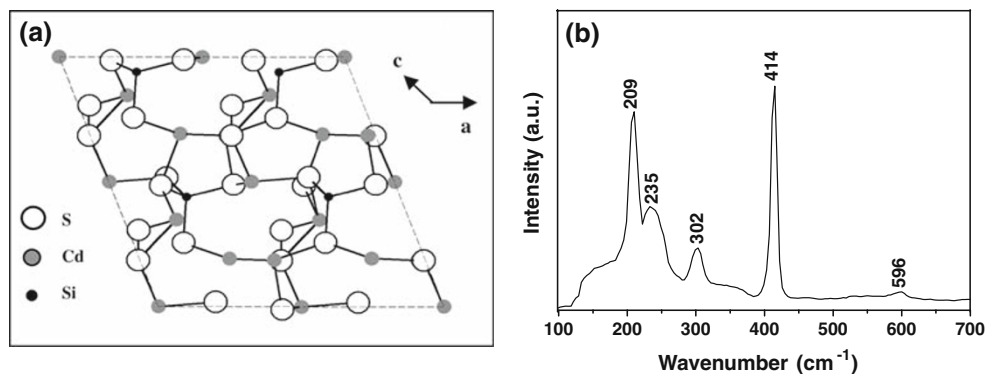 (a)
c
a
S
Cd
Si
(b)
Intensity (a.u.)
209
235
302
414
596
100 200 300 400 500 600 700
Wavenumber (cm⁻¹)